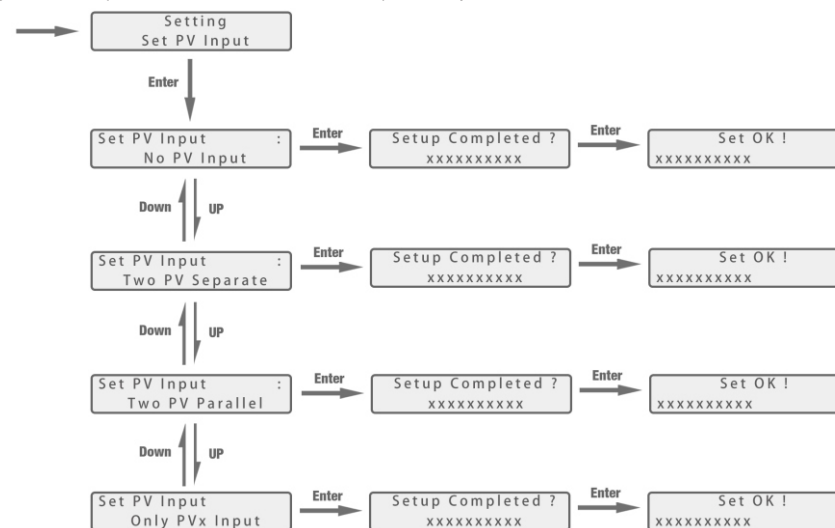 Setting
Set PV Input
Enter
Set PV Input :
No PV Input
Enter
Setup Completed ?
xxxxxxxxxx
Enter
Set OK !
xxxxxxxxxx
Down
UP
Set PV Input :
Two PV Separate
Enter
Setup Completed ?
xxxxxxxxxx
Enter
Set OK !
xxxxxxxxxx
Down
UP
Set PV Input :
Two PV Parallel
Enter
Setup Completed ?
xxxxxxxxxx
Enter
Set OK !
xxxxxxxxxx
Down
UP
Set PV Input
Only PVx Input
Enter
Setup Completed ?
xxxxxxxxxx
Enter
Set OK !
xxxxxxxxxx